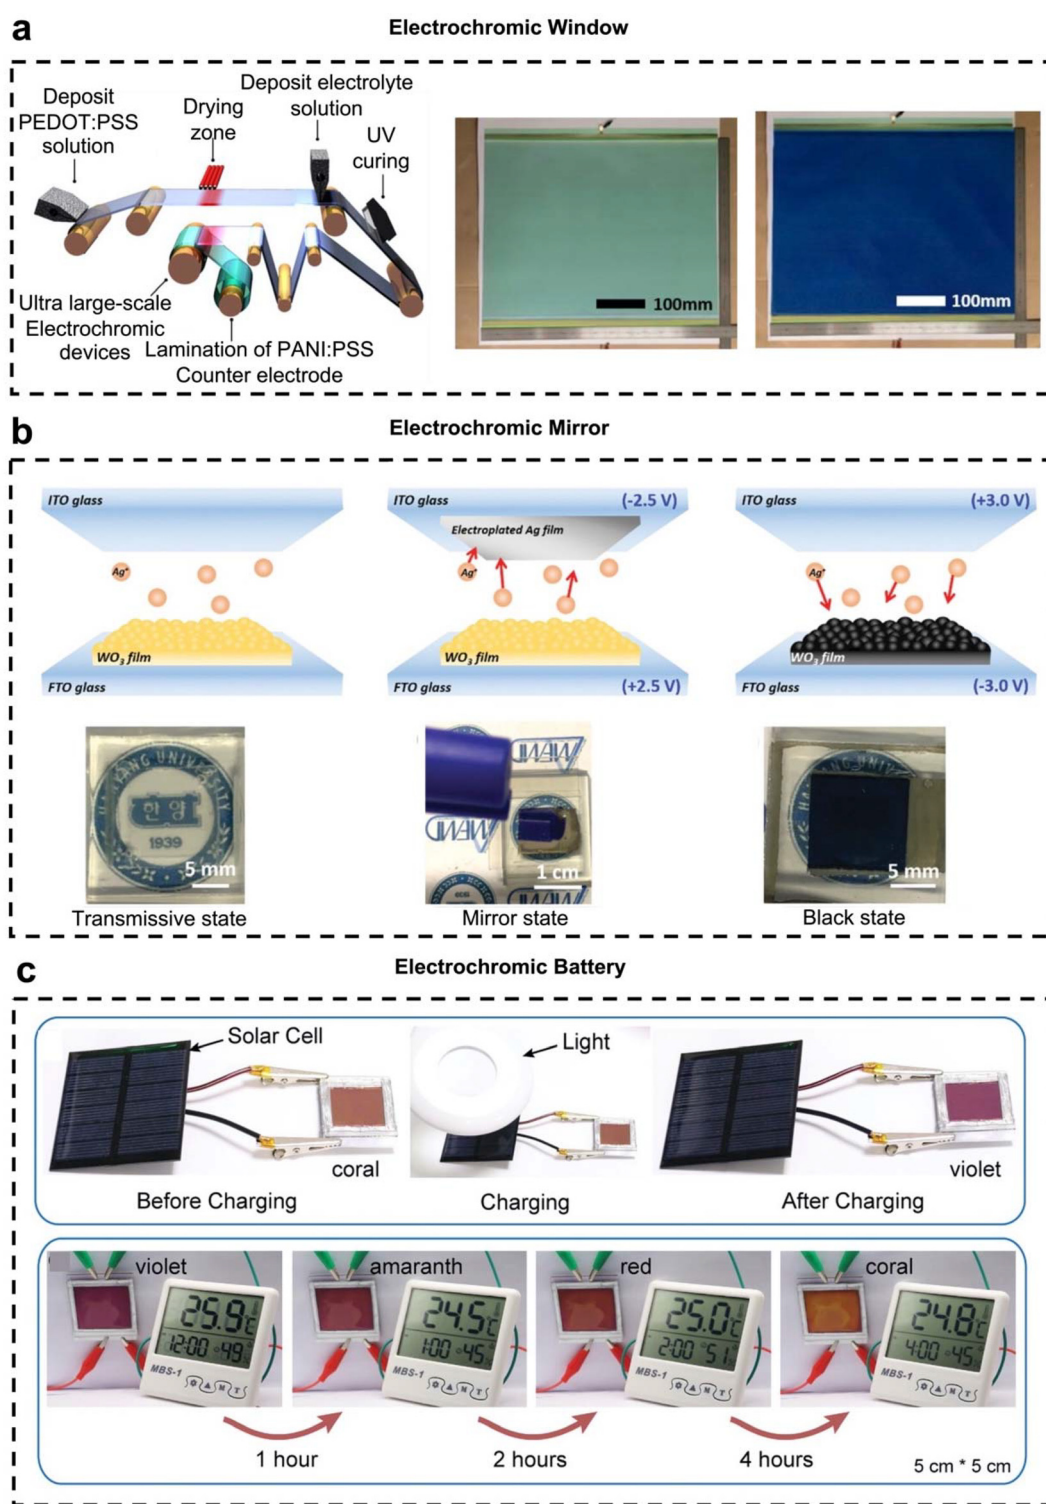 a
Electrochromic Window
Deposit
PEDOT:PSS
solution
Drying
zone
Deposit electrolyte
solution
UV
curing
Ultra large-scale
Electrochromic
devices
Lamination of PANI:PSS
Counter electrode
100mm
100mm
b
Electrochromic Mirror
ITO glass
Ag⁺
WO₃ film
FTO glass
ITO glass
(-2.5 V)
Electroplated Ag film
Ag⁺
WO₃ film
FTO glass
(+2.5 V)
ITO glass
(+3.0 V)
Ag⁺
WO₃ film
FTO glass
(-3.0 V)
한양
1939
5 mm
Transmissive state
1 cm
Mirror state
5 mm
Black state
c
Electrochromic Battery
Solar Cell
coral
Before Charging
Light
Charging
violet
After Charging
violet
25.9℃
12:00 49
MBS-1
amaranth
24.5℃
1:00 45
MBS-1
red
25.0℃
2:00 51
MBS-1
coral
24.8℃
4:00 45
MBS-1
1 hour
2 hours
4 hours
5 cm * 5 cm